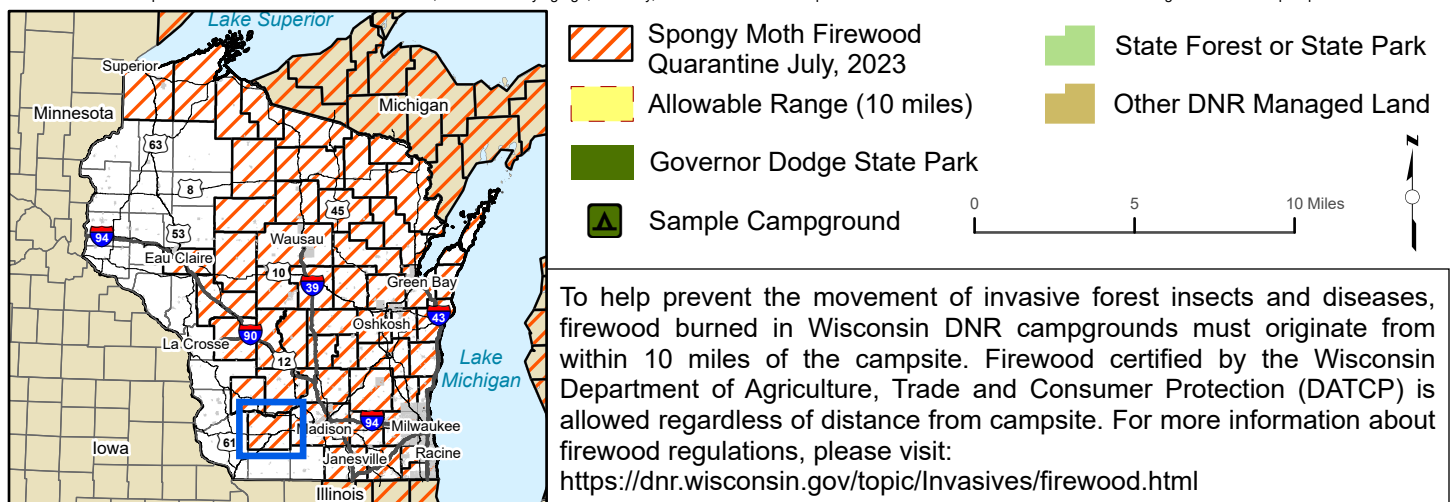 Lake Superior
Superior
Minnesota
Michigan
63
8
45
53
94
Wausau
Eau Claire
10
Green Bay
39
43
Oshkosh
90
La Crosse
12
Lake
Michigan
94
Madison
Milwaukee
61
Iowa
Racine
Janesville
Illinois
Spongy Moth Firewood
Quarantine July, 2023
Allowable Range (10 miles)
Governor Dodge State Park
Sample Campground
State Forest or State Park
Other DNR Managed Land
N
0 5 10 Miles
To help prevent the movement of invasive forest insects and diseases,
firewood burned in Wisconsin DNR campgrounds must originate from
within 10 miles of the campsite. Firewood certified by the Wisconsin
Department of Agriculture, Trade and Consumer Protection (DATCP) is
allowed regardless of distance from campsite. For more information about
firewood regulations, please visit:
https://dnr.wisconsin.gov/topic/Invasives/firewood.html